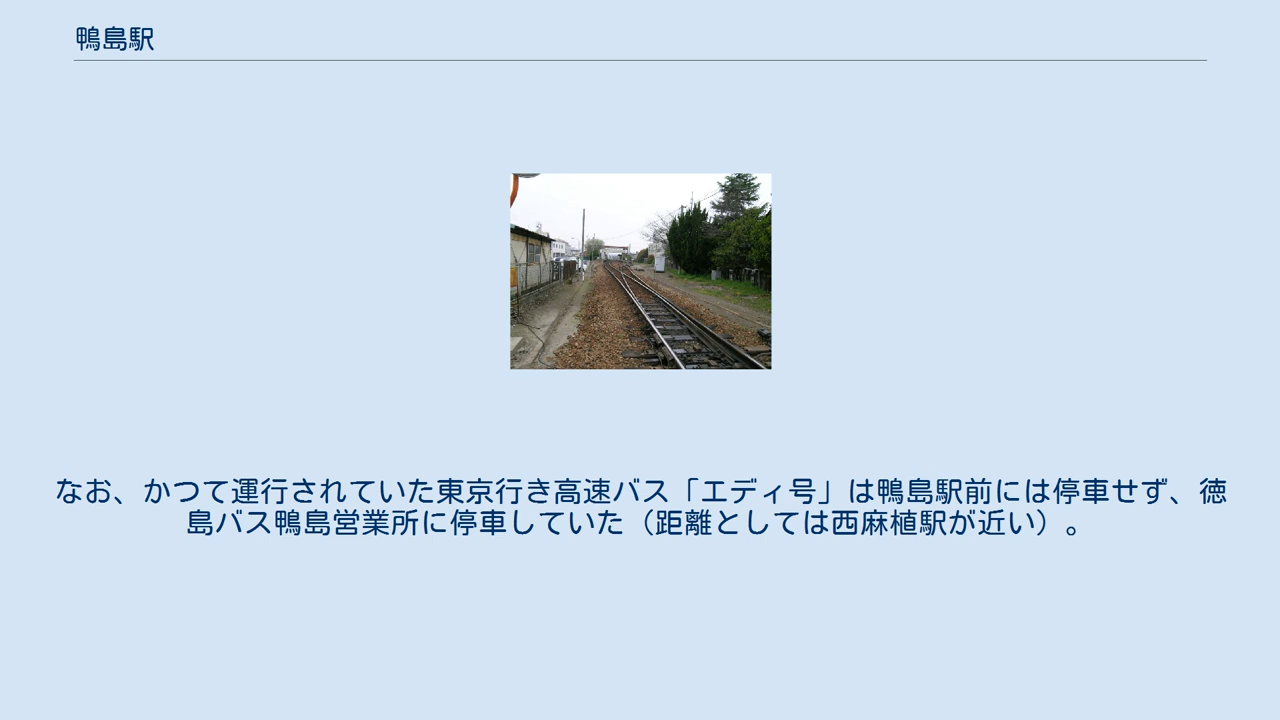 鴨島駅
なお、かつて運行されていた東京行き高速バス「エディ号」は鴨島駅前には停車せず、徳
島バス鴨島営業所に停車していた（距離としては西麻植駅が近い）。